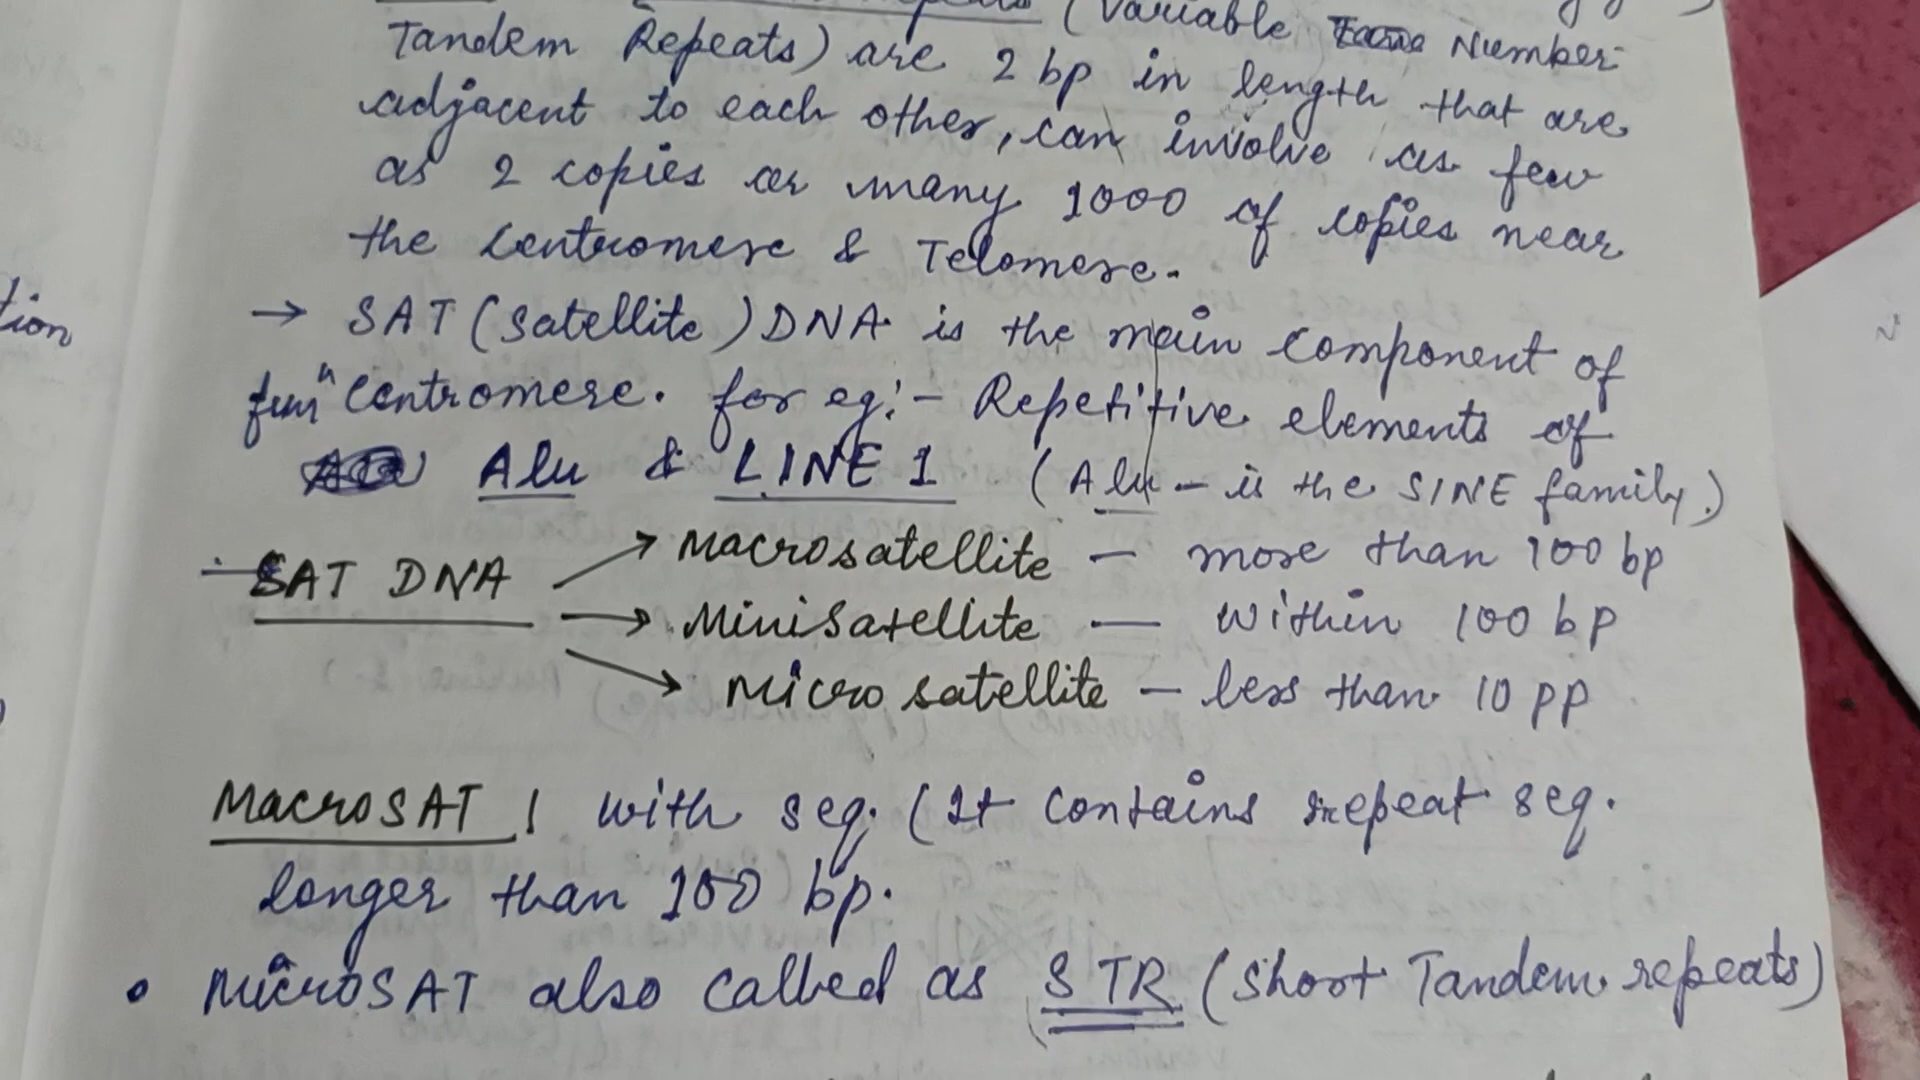 (Variable Number
Tandem Repeats) are 2 bp in length that are
adjacent to each other, can involve as few
as 2 copies or many 1000 of copies near
the Centromere & Telomere.
→ SAT (Satellite) DNA is the main component of
funⁿ Centromere. for eg:- Repetitive elements of
Alu & LINE 1 (Alu - is the SINE family.)
SAT DNA → Macrosatellite - more than 100 bp
→ Minisatellite - Within 100 bp
→ Micro satellite - less than 10 pp
MacroSAT | with seq. (It contains repeat seq.
longer than 100 bp.
• MicroSAT also called as STR (Short Tandem repeats)
tion